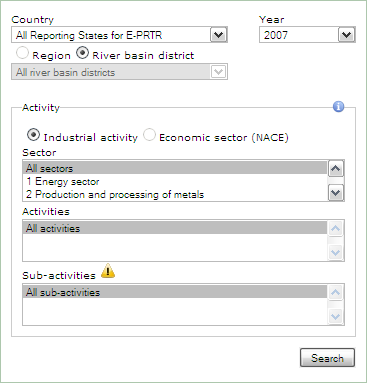 Country Year
All Reporting States for E-PRTR 2007
Region River basin district
All river basin districts
Activity
Industrial activity Economic sector (NACE)
Sector
All sectors
1 Energy sector
2 Production and processing of metals
Activities
All activities
Sub-activities
All sub-activities
Search